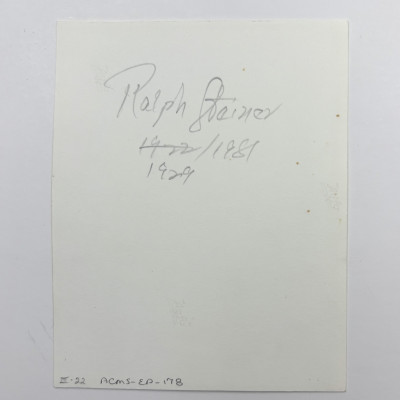 Ralph Steiner
1922/1981
1929
II-22 ACMS-EP-17B